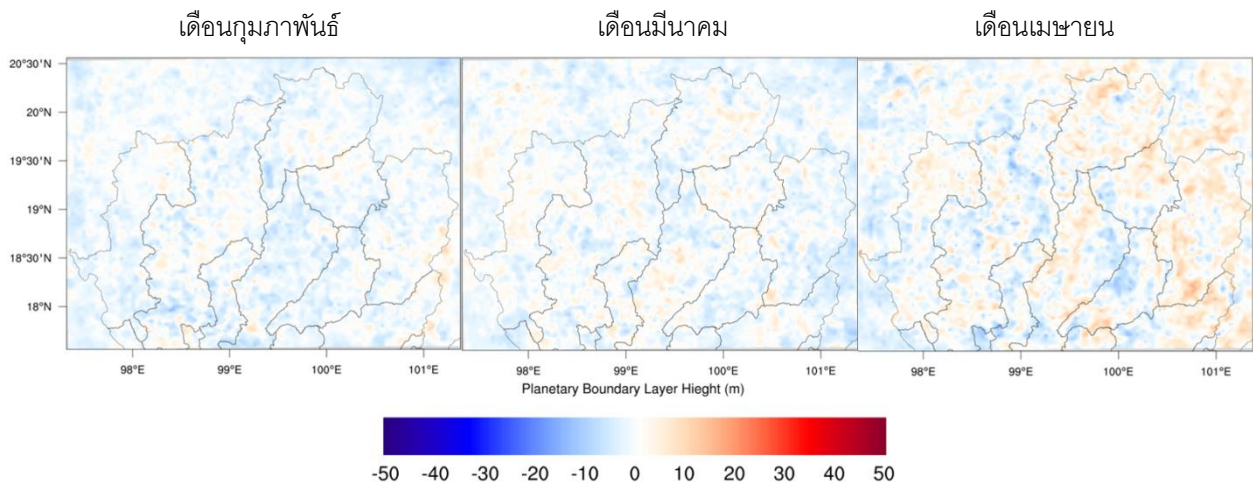 เดือนกุมภาพันธ์ เดือนมีนาคม เดือนเมษายน
20°30'N
20°N
19°30'N
19°N
18°30'N
18°N
98°E 99°E 100°E 101°E 98°E 99°E 100°E 101°E 98°E 99°E 100°E 101°E
Planetary Boundary Layer Hieght (m)
-50 -40 -30 -20 -10 0 10 20 30 40 50